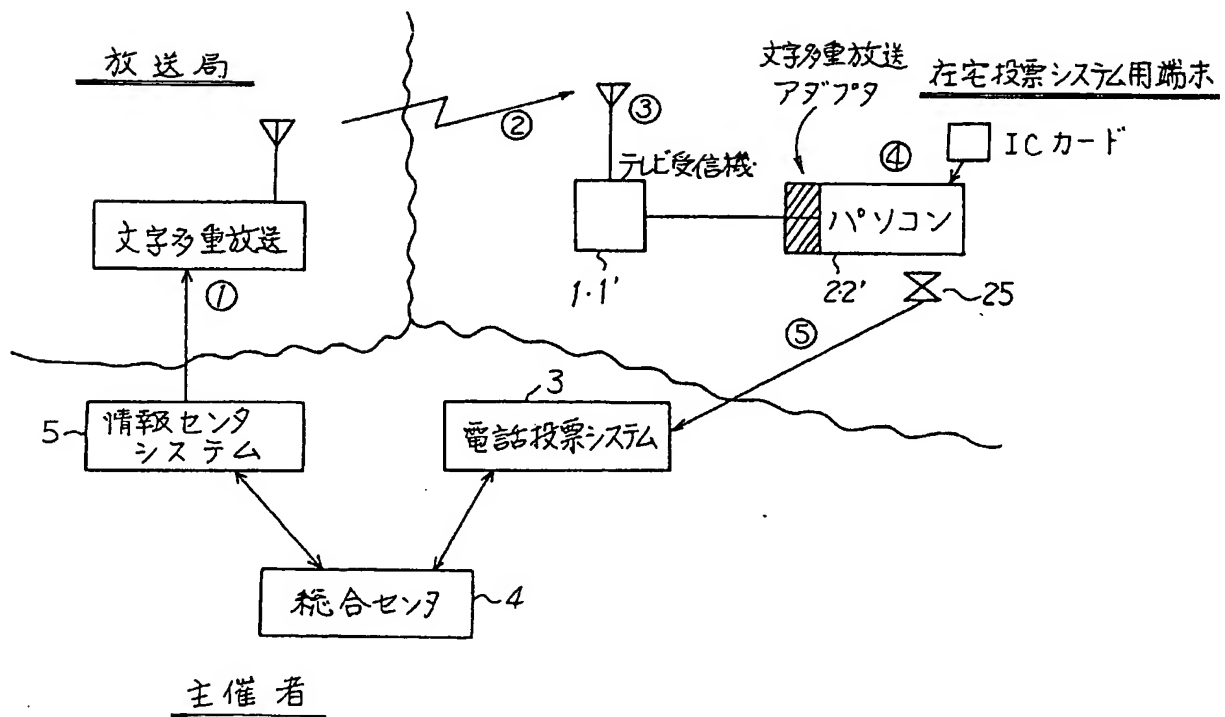 放送局
文字多重放送
①
②
③
テレビ受信機
1・1'
文字多重放送
アダプタ
在宅投票システム用端末
④
ICカード
パソコン
2・2'
25
⑤
3
電話投票システム
5
情報センタ
システム
総合センタ
4
主催者